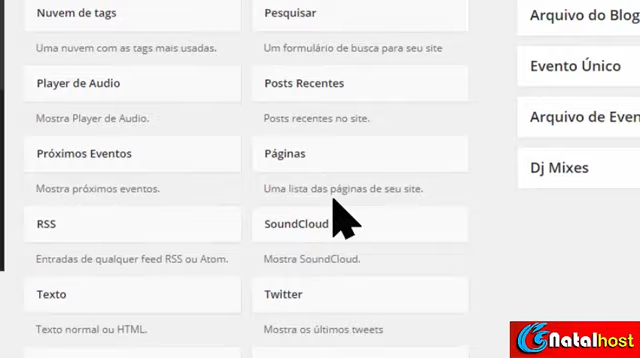 Nuvem de tags
Pesquisar
Uma nuvem com as tags mais usadas.
Um formulário de busca para seu site
Player de Audio
Posts Recentes
Mostra Player de Audio.
Posts recentes no site.
Próximos Eventos
Páginas
Mostra próximos eventos.
Uma lista das páginas de seu site.
RSS
SoundCloud
Entradas de qualquer feed RSS ou Atom.
Mostra SoundCloud.
Texto
Twitter
Texto normal ou HTML.
Mostra os últimos tweets
Arquivo do Blog
Evento Único
Arquivo de Even
Dj Mixes
Natalhost